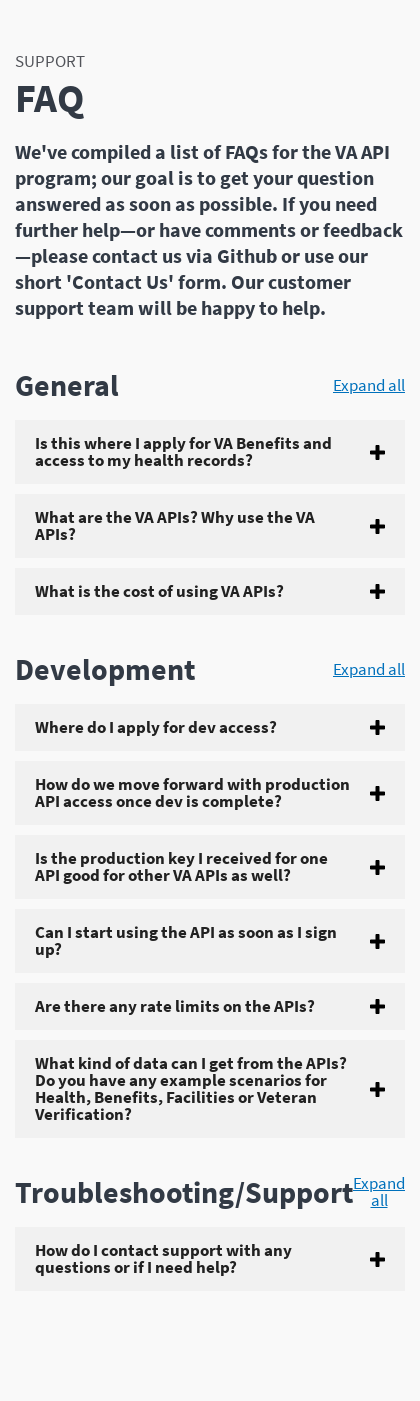 SUPPORT
FAQ
We've compiled a list of FAQs for the VA API
program; our goal is to get your question
answered as soon as possible. If you need
further help—or have comments or feedback
—please contact us via Github or use our
short 'Contact Us' form. Our customer
support team will be happy to help.
General
Expand all
Is this where I apply for VA Benefits and
access to my health records?
What are the VA APIs? Why use the VA
APIs?
What is the cost of using VA APIs?
Development
Expand all
Where do I apply for dev access?
How do we move forward with production
API access once dev is complete?
Is the production key I received for one
API good for other VA APIs as well?
Can I start using the API as soon as I sign
up?
Are there any rate limits on the APIs?
What kind of data can I get from the APIs?
Do you have any example scenarios for
Health, Benefits, Facilities or Veteran
Verification?
Troubleshooting/Support
Expand
all
How do I contact support with any
questions or if I need help?